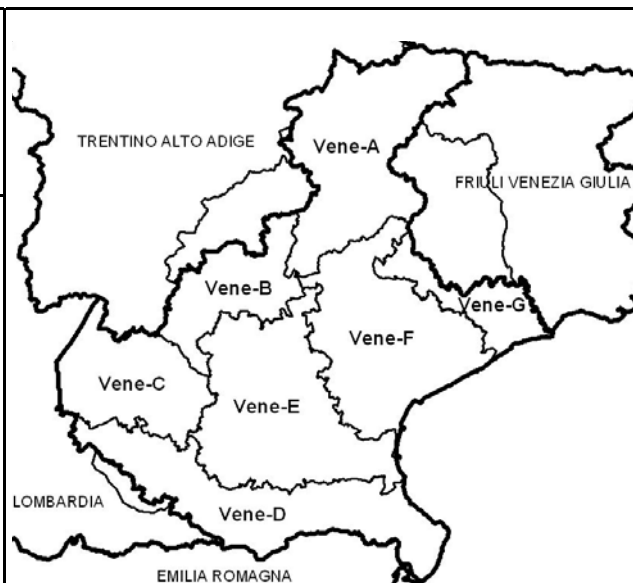 TRENTINO ALTO ADIGE
Vene-A
FRIULI VENEZIA GIULIA
Vene-B
Vene-G
Vene-F
Vene-C
Vene-E
LOMBARDIA
Vene-D
EMILIA ROMAGNA